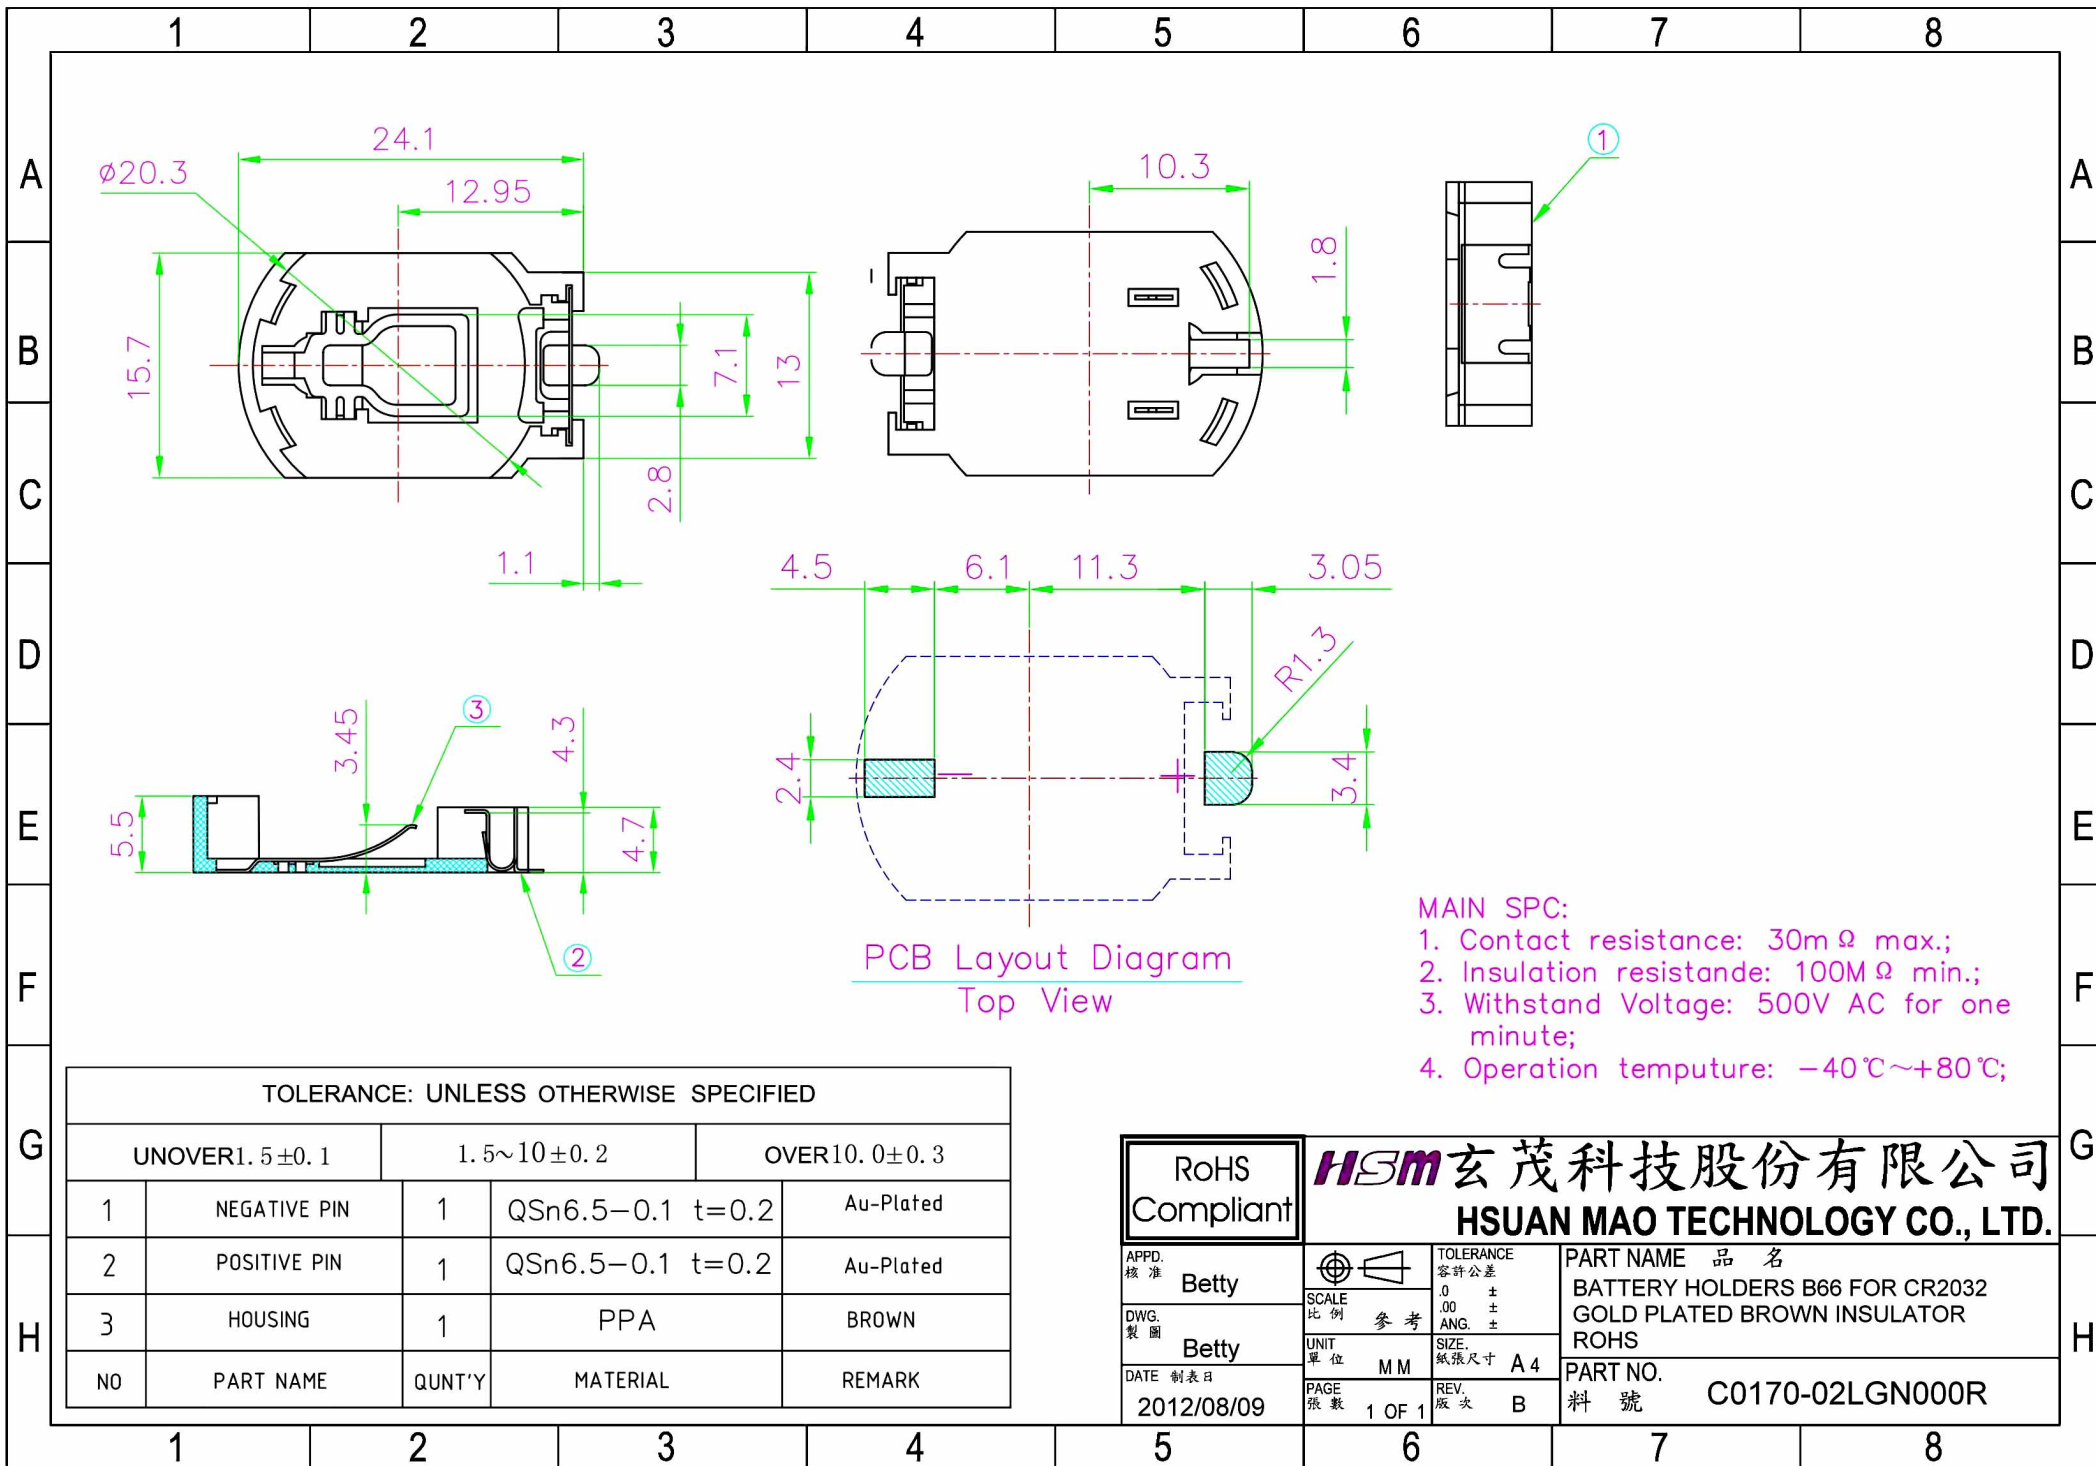 1 2 3 4 5 6 7 8
A
B
C
D
E
F
G
H
24.1
ø20.3
12.95
15.7
7.1
13
2.8
1.1
10.3
1.8
①
A
B
C
D
E
F
G
H
4.5 6.1 11.3 3.05
R1.3
2.4
3.4
PCB Layout Diagram
Top View
3.45
③
4.3
5.5
4.7
②
MAIN SPC:
1. Contact resistance: 30mΩ max.;
2. Insulation resistande: 100MΩ min.;
3. Withstand Voltage: 500V AC for one
minute;
4. Operation temputure: −40℃~+80℃;
TOLERANCE: UNLESS OTHERWISE SPECIFIED
UNOVER1.5±0.1 1.5~10±0.2 OVER10.0±0.3
1 NEGATIVE PIN 1 QSn6.5−0.1 t=0.2 Au-Plated
2 POSITIVE PIN 1 QSn6.5−0.1 t=0.2 Au-Plated
3 HOUSING 1 PPA BROWN
NO PART NAME QUNT'Y MATERIAL REMARK
RoHS
Compliant
HSM 玄茂科技股份有限公司
HSUAN MAO TECHNOLOGY CO., LTD.
APPD.
核 准 Betty
DWG.
製 圖 Betty
DATE 制表日
2012/08/09
SCALE
比 例 參 考
UNIT
單 位 MM
PAGE
張 數 1 OF 1
TOLERANCE
容許公差
.0 ±
.00 ±
ANG. ±
SIZE.
紙張尺寸 A4
REV.
版 次 B
PART NAME 品 名
BATTERY HOLDERS B66 FOR CR2032
GOLD PLATED BROWN INSULATOR
ROHS
PART NO.
料 號 C0170-02LGN000R
1 2 3 4 5 6 7 8